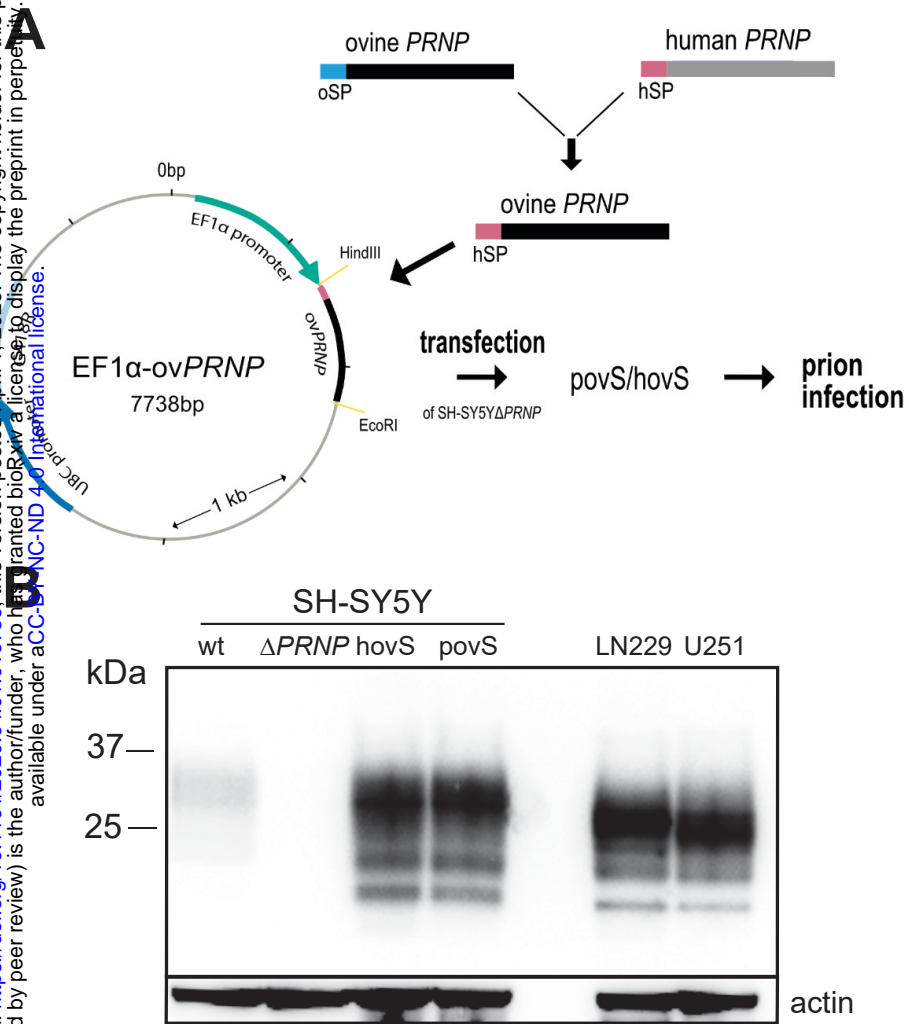 A
ovine PRNP
human PRNP
oSP
hSP
ovine PRNP
hSP
0bp
EF1α promoter
HindIII
ovPRNP
EF1α-ovPRNP
7738bp
EcoRI
1 kb
UBC prom
transfection
of SH-SY5YΔPRNP
povS/hovS
prion
infection
d by peer review) is the author/funder, who has granted bioRxiv a license to display the preprint in perpetuity.
available under aCC-BY-NC-ND 4.0 International license.
B
SH-SY5Y
wt ΔPRNP hovS povS LN229 U251
kDa
37
25
actin